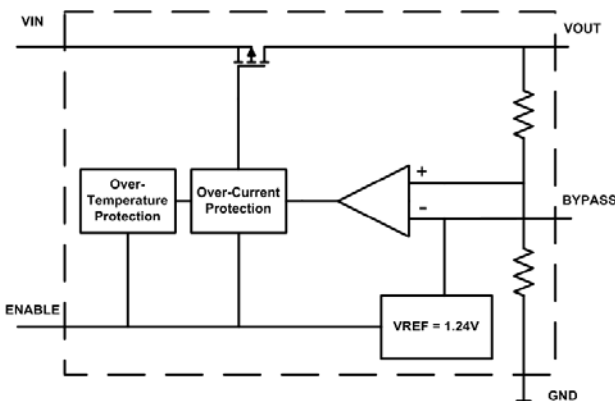 VIN
VOUT
+
-
Over-
Temperature
Protection
Over-Current
Protection
BYPASS
ENABLE
VREF = 1.24V
GND